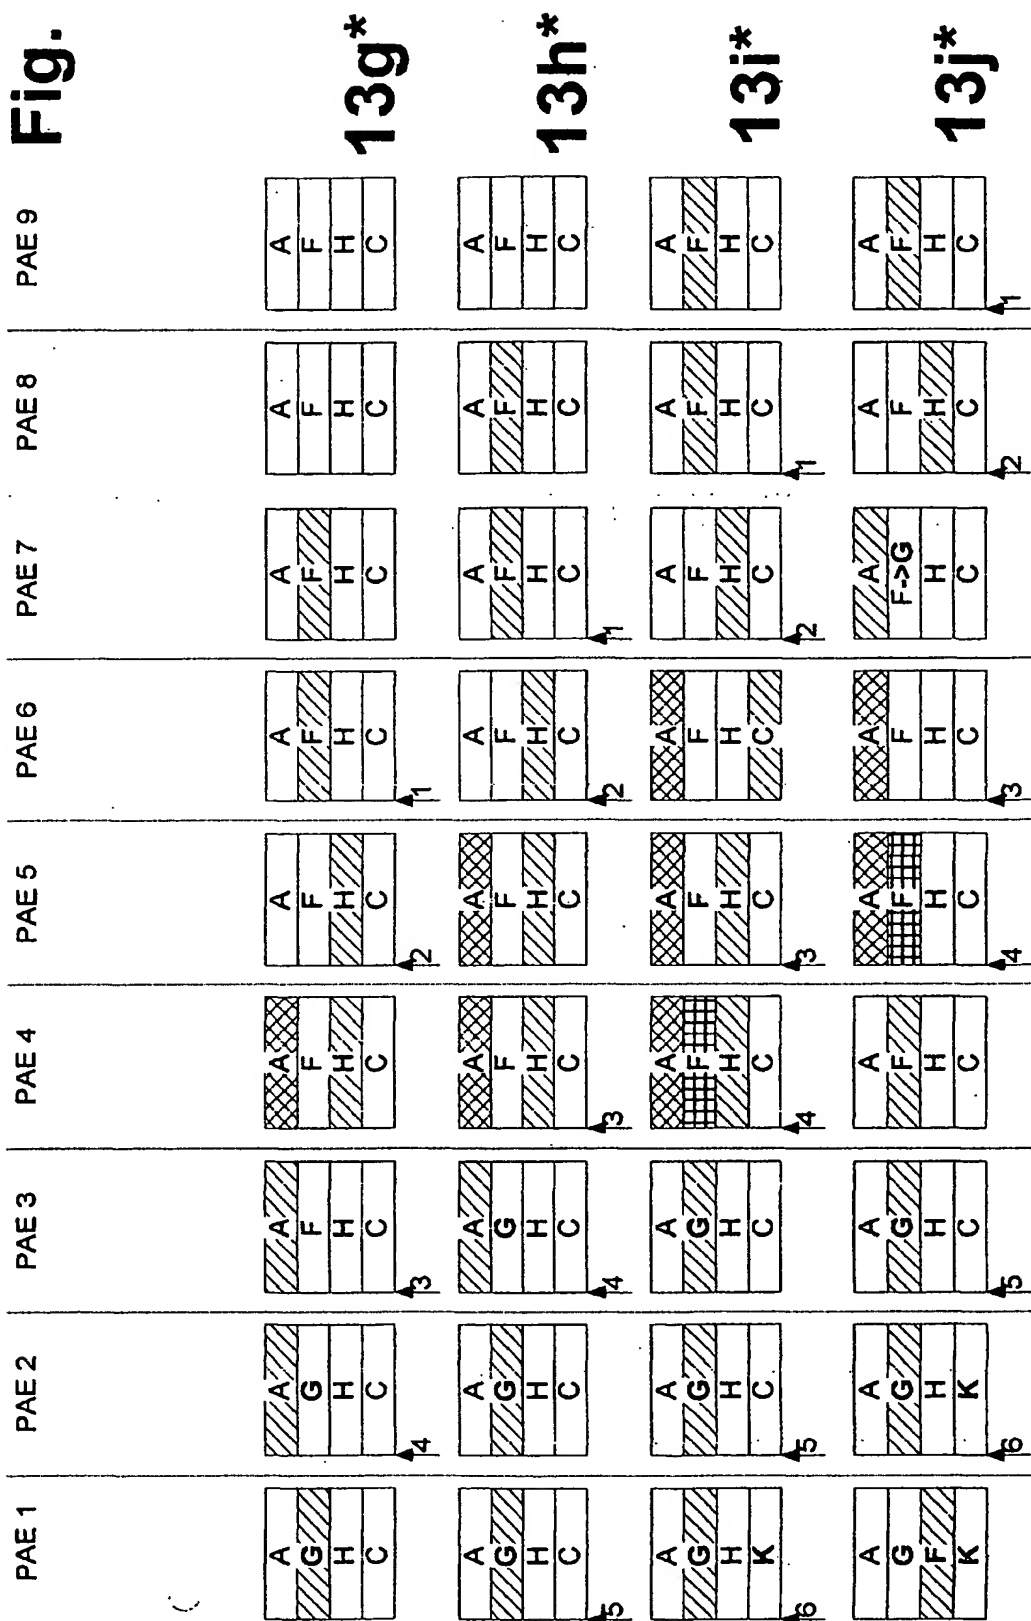 PAE 1 PAE 2 PAE 3 PAE 4 PAE 5 PAE 6 PAE 7 PAE 8 PAE 9 Fig.
A A A A A A A A A
G G F F F F F F F
H H H H H H H H H
C C C C C C C C C
13g*
4 3 2 1
A A A A A A A A A
G G G F F F F F F
H H H H H H H H H
C C C C C C C C C
13h*
5 4 3 2 1
A A A A A A A A A
G G G F F F F F F
H H H H H H H H H
K C C C C C C C C
13i*
6 5 4 3 2 1
A A A A A A A A A
G G G F F F F->G F F
F H H H H H H H H
K K C C C C C C C
13j*
6 5 4 3 2 1